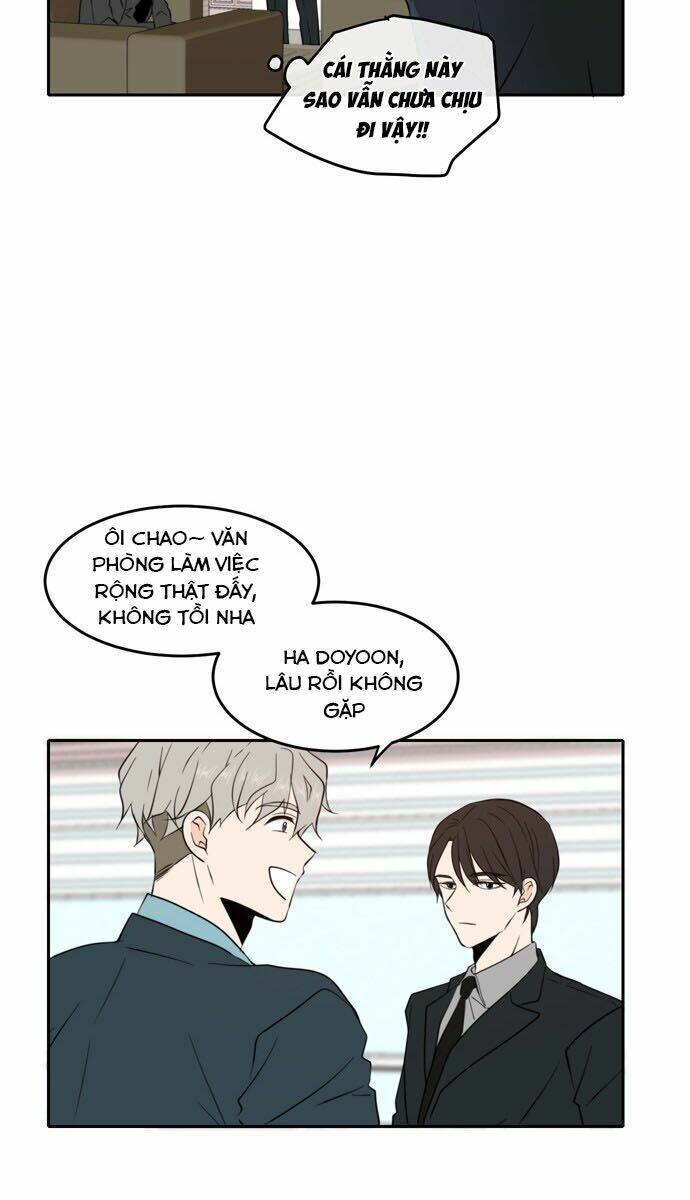 CÁI THẰNG NÀY
SAO VẪN CHƯA CHỊU
ĐI VẬY!!
ÔI CHAO~ VĂN
PHÒNG LÀM VIỆC
RỘNG THẬT ĐẤY,
KHÔNG TỒI NHA
HA DOYOON,
LÂU RỒI KHÔNG
GẶP